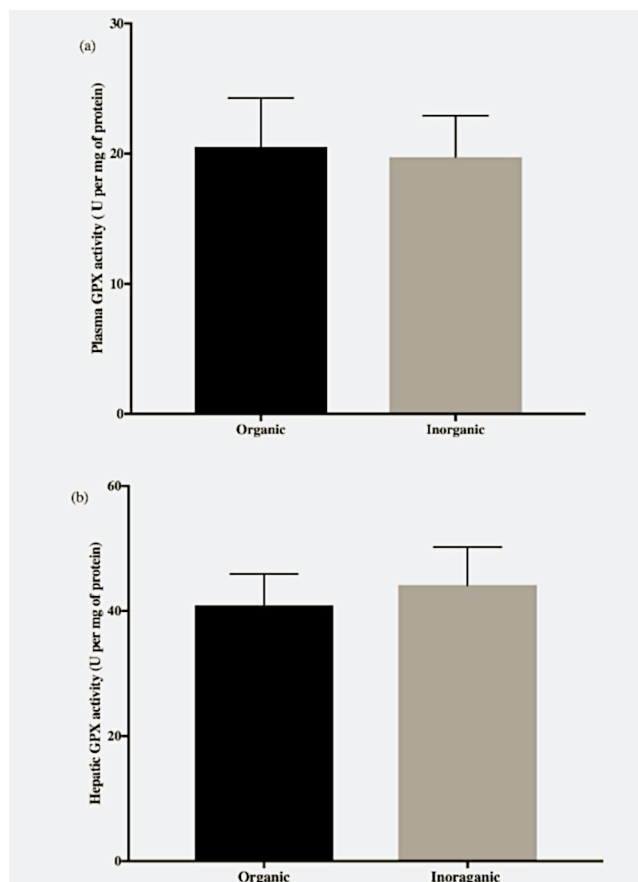 (a)
Plasma GPX activity ( U per mg of protein)
30
20
10
0
Organic Inorganic
(b)
Hepatic GPX activity (U per mg of protein)
60
40
20
0
Organic Inoraganic